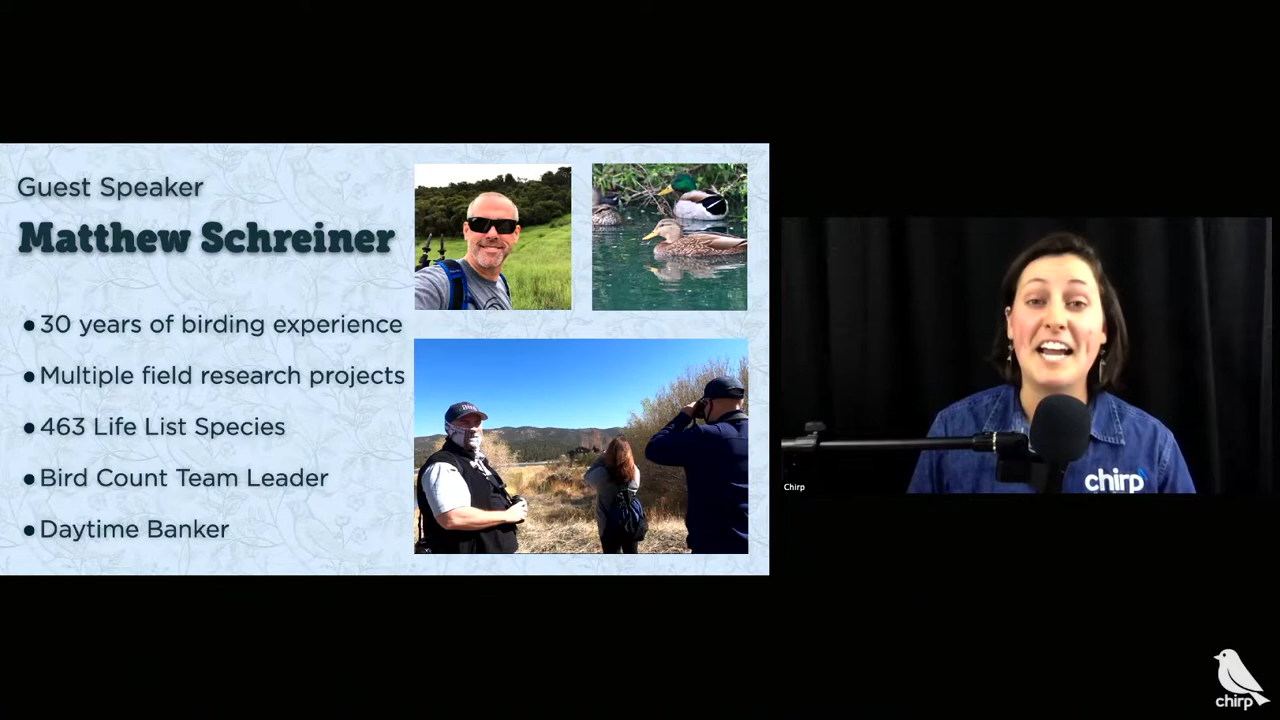 Guest Speaker
Matthew Schreiner
● 30 years of birding experience
● Multiple field research projects
● 463 Life List Species
● Bird Count Team Leader
● Daytime Banker
chirp
Chirp
chirp